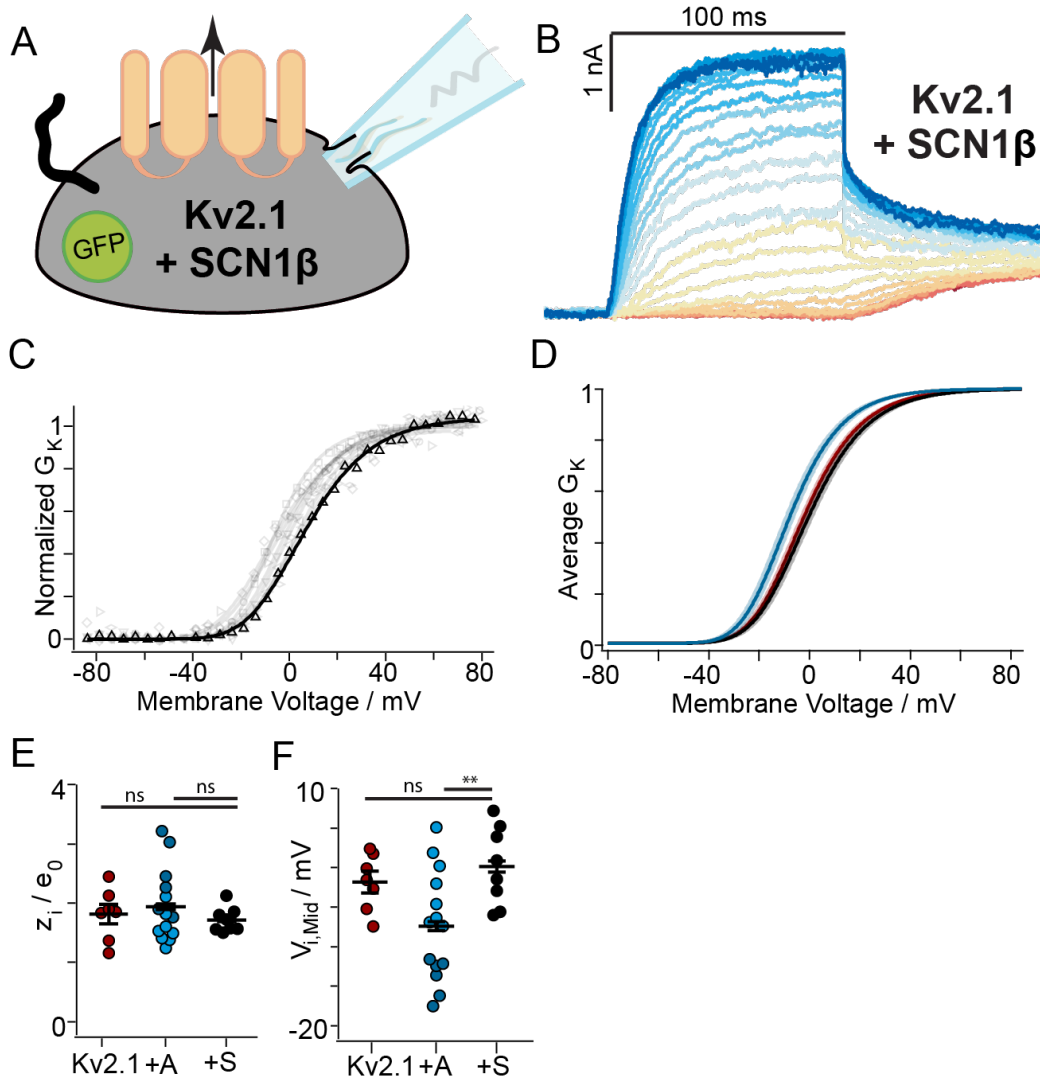 A
GFP
Kv2.1
+ SCN1β
B
100 ms
1 nA
Kv2.1
+ SCN1β
C
Normalized G_K
1
0
-80
-40
0
40
80
Membrane Voltage / mV
D
Average G_K
1
0
-80
-40
0
40
80
Membrane Voltage / mV
E
z_i / e_0
4
2
0
ns
ns
Kv2.1 +A +S
F
V_i,Mid / mV
10
-20
ns
**
Kv2.1 +A +S